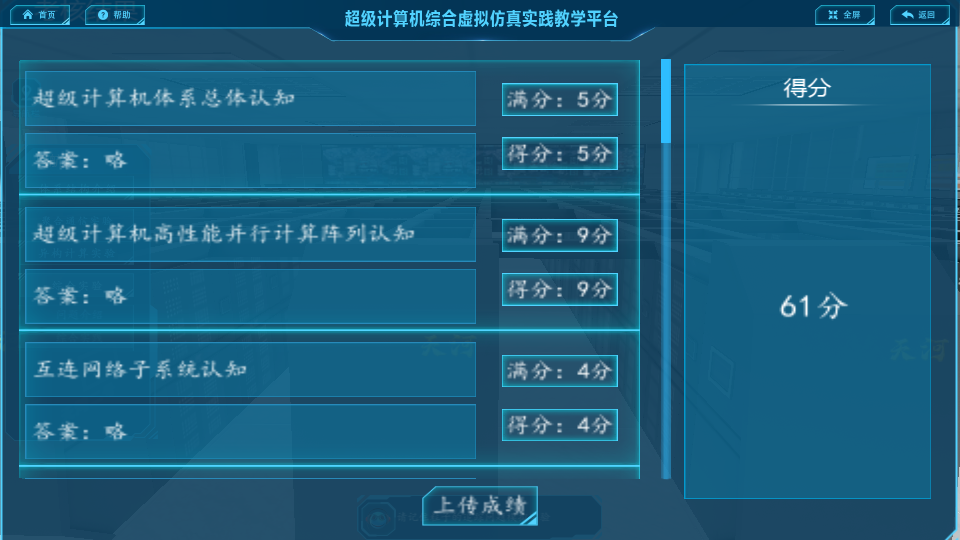 首页
帮助
超级计算机综合虚拟仿真实践教学平台
全屏
返回
超级计算机体系总体认知
满分：5分
答案：略
得分：5分
超级计算机高性能并行计算阵列认知
满分：9分
答案：略
得分：9分
互连网络子系统认知
满分：4分
答案：略
得分：4分
得分
61分
天河
天河
上传成绩